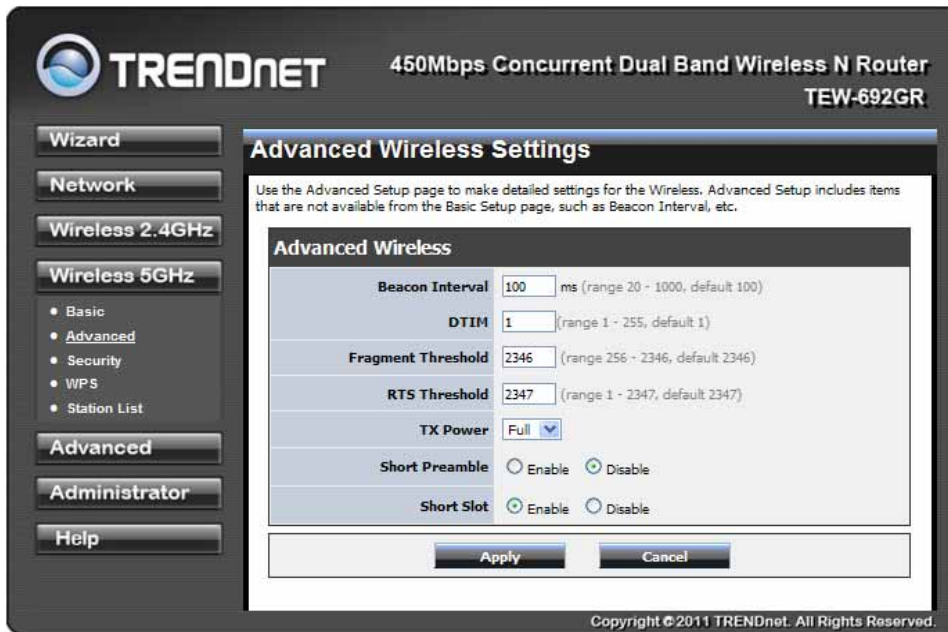 TRENDNET
450Mbps Concurrent Dual Band Wireless N Router
TEW-692GR
Wizard
Network
Wireless 2.4GHz
Wireless 5GHz
Basic
Advanced
Security
WPS
Station List
Advanced
Administrator
Help
Advanced Wireless Settings
Use the Advanced Setup page to make detailed settings for the Wireless. Advanced Setup includes items
that are not available from the Basic Setup page, such as Beacon Interval, etc.
Advanced Wireless
Beacon Interval 100 ms (range 20 - 1000, default 100)
DTIM 1 (range 1 - 255, default 1)
Fragment Threshold 2346 (range 256 - 2346, default 2346)
RTS Threshold 2347 (range 1 - 2347, default 2347)
TX Power Full
Short Preamble Enable Disable
Short Slot Enable Disable
Apply Cancel
Copyright © 2011 TRENDnet. All Rights Reserved.